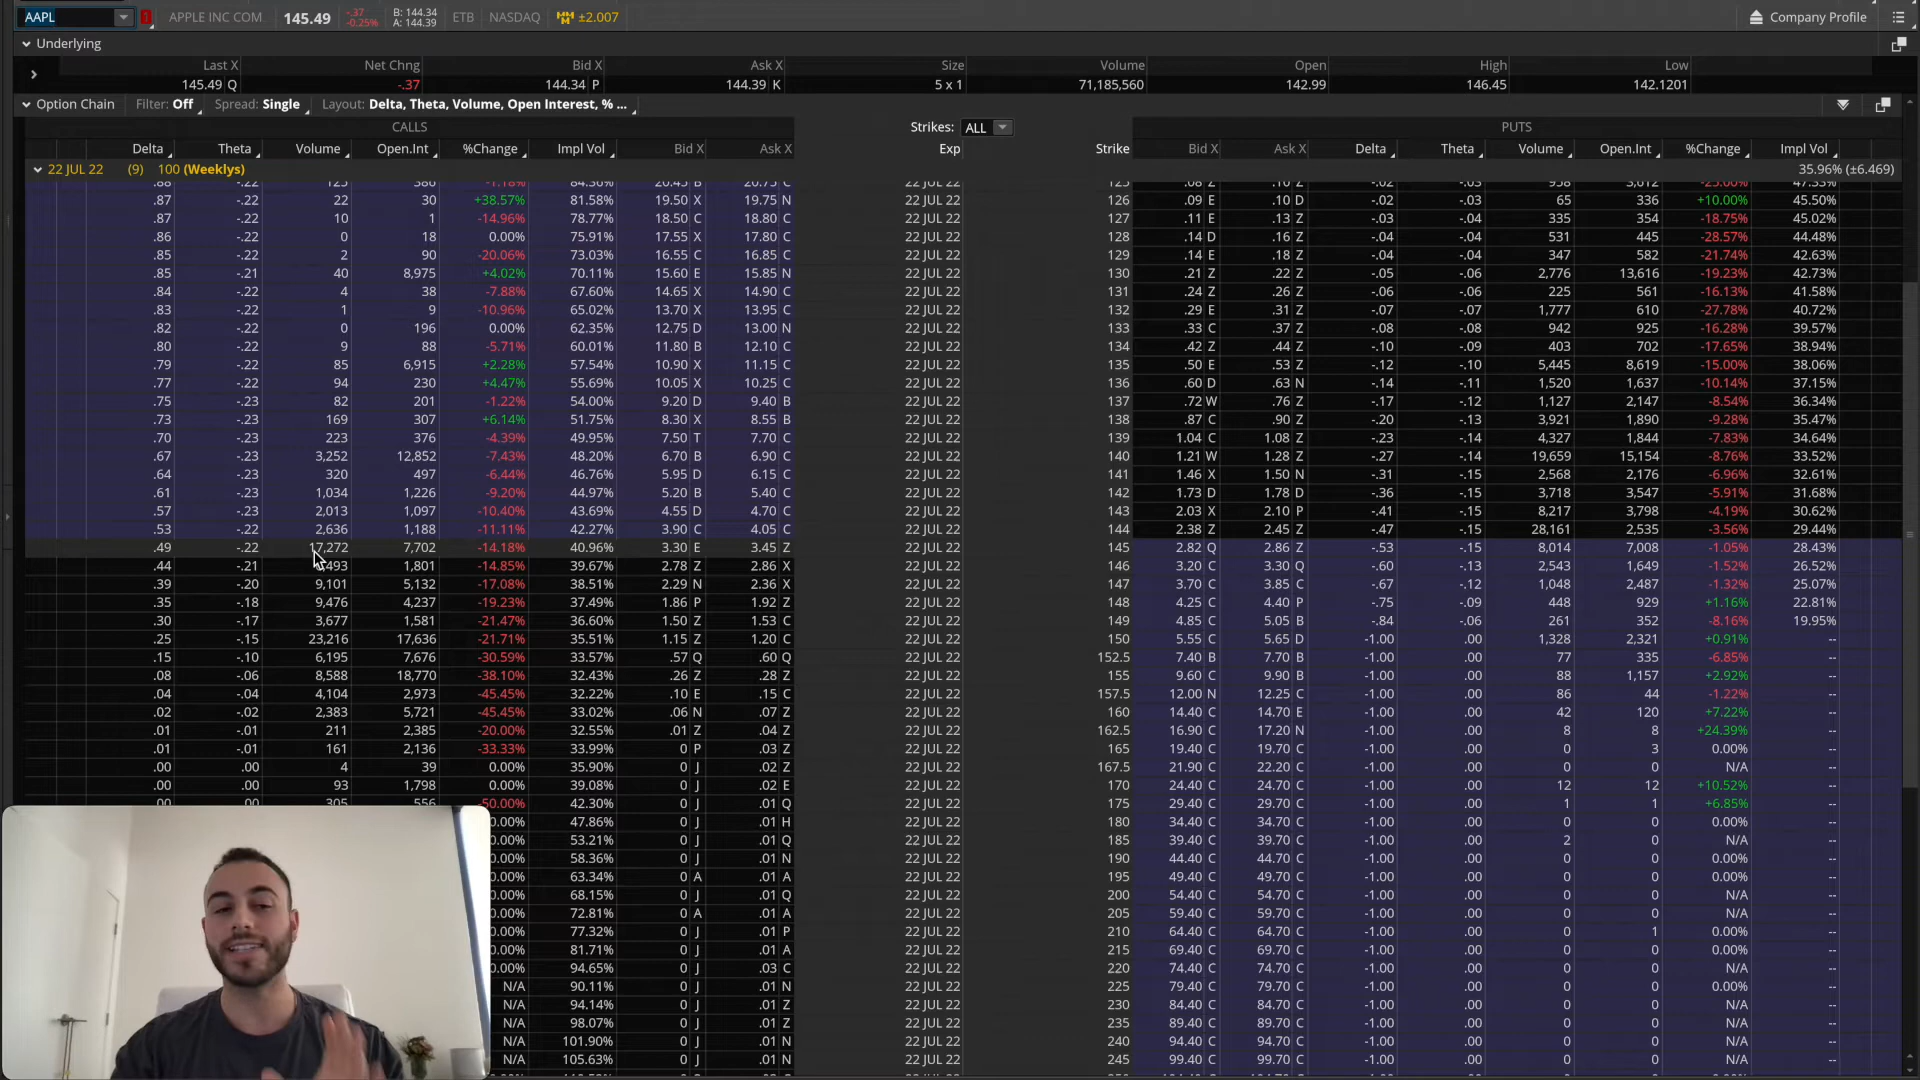 AAPL 1 APPLE INC COM 145.49 -.37 -0.25% B: 144.34 A: 144.39 ETB NASDAQ ±2.007 Company Profile
Underlying
Last X Net Chng Bid X Ask X Size Volume Open High Low
145.49 Q -.37 144.34 P 144.39 K 5 x 1 71,185,560 142.99 146.45 142.1201
Option Chain Filter: Off Spread: Single Layout: Delta, Theta, Volume, Open Interest, % ...
CALLS Strikes: ALL PUTS
Delta Theta Volume Open.Int %Change Impl Vol Bid X Ask X Exp Strike Bid X Ask X Delta Theta Volume Open.Int %Change Impl Vol
22 JUL 22 (9) 100 (Weeklys) 35.96% (±6.469)
.88 -.22 125 386 -1.18% 84.36% 20.45 B 20.75 C 22 JUL 22 125 .08 Z .10 Z -.02 -.03 958 3,012 -25.00% 47.33%
.87 -.22 22 30 +38.57% 81.58% 19.50 X 19.75 N 22 JUL 22 126 .09 E .10 D -.02 -.03 65 336 +10.00% 45.50%
.87 -.22 10 1 -14.96% 78.77% 18.50 C 18.80 C 22 JUL 22 127 .11 E .13 Z -.03 -.04 335 354 -18.75% 45.02%
.86 -.22 0 18 0.00% 75.91% 17.55 X 17.80 C 22 JUL 22 128 .14 D .16 Z -.04 -.04 531 445 -28.57% 44.48%
.85 -.22 2 90 -20.06% 73.03% 16.55 C 16.85 C 22 JUL 22 129 .14 E .18 Z -.04 -.04 347 582 -21.74% 42.63%
.85 -.21 40 8,975 +4.02% 70.11% 15.60 E 15.85 N 22 JUL 22 130 .21 Z .22 Z -.05 -.06 2,776 13,616 -19.23% 42.73%
.84 -.22 4 38 -7.88% 67.60% 14.65 X 14.90 C 22 JUL 22 131 .24 Z .26 Z -.06 -.06 225 561 -16.13% 41.58%
.83 -.22 1 9 -10.96% 65.02% 13.70 X 13.95 C 22 JUL 22 132 .29 E .31 Z -.07 -.07 1,777 610 -27.78% 40.72%
.82 -.22 0 196 0.00% 62.35% 12.75 D 13.00 N 22 JUL 22 133 .33 C .37 Z -.08 -.08 942 925 -16.28% 39.57%
.80 -.22 9 88 -5.71% 60.01% 11.80 B 12.10 C 22 JUL 22 134 .42 Z .44 Z -.10 -.09 403 702 -17.65% 38.94%
.79 -.22 85 6,915 +2.28% 57.54% 10.90 X 11.15 C 22 JUL 22 135 .50 E .53 Z -.12 -.10 5,445 8,619 -15.00% 38.06%
.77 -.22 94 230 +4.47% 55.69% 10.05 X 10.25 C 22 JUL 22 136 .60 D .63 N -.14 -.11 1,520 1,637 -10.14% 37.15%
.75 -.23 82 201 -1.22% 54.00% 9.20 D 9.40 B 22 JUL 22 137 .72 W .76 Z -.17 -.12 1,127 2,147 -8.54% 36.34%
.73 -.23 169 307 +6.14% 51.75% 8.30 X 8.55 B 22 JUL 22 138 .87 C .90 Z -.20 -.13 3,921 1,890 -9.28% 35.47%
.70 -.23 223 376 -4.39% 49.95% 7.50 T 7.70 C 22 JUL 22 139 1.04 C 1.08 Z -.23 -.14 4,327 1,844 -7.83% 34.64%
.67 -.23 3,252 12,852 -7.43% 48.20% 6.70 B 6.90 C 22 JUL 22 140 1.21 W 1.28 Z -.27 -.14 19,659 15,154 -8.76% 33.52%
.64 -.23 320 497 -6.44% 46.76% 5.95 D 6.15 C 22 JUL 22 141 1.46 X 1.50 N -.31 -.15 2,568 2,176 -6.96% 32.61%
.61 -.23 1,034 1,226 -9.20% 44.97% 5.20 B 5.40 C 22 JUL 22 142 1.73 D 1.78 D -.36 -.15 3,718 3,547 -5.91% 31.68%
.57 -.23 2,013 1,097 -10.40% 43.69% 4.55 D 4.70 C 22 JUL 22 143 2.03 X 2.10 P -.41 -.15 8,217 3,798 -4.19% 30.62%
.53 -.22 2,636 1,188 -11.11% 42.27% 3.90 C 4.05 C 22 JUL 22 144 2.38 Z 2.45 Z -.47 -.15 28,161 2,535 -3.56% 29.44%
.49 -.22 17,272 7,702 -14.18% 40.96% 3.30 E 3.45 Z 22 JUL 22 145 2.82 Q 2.86 Z -.53 -.15 8,014 7,008 -1.05% 28.43%
.44 -.21 493 1,801 -14.85% 39.67% 2.78 Z 2.86 X 22 JUL 22 146 3.20 C 3.30 Q -.60 -.14 2,543 1,649 -1.52% 26.52%
.39 -.20 9,101 5,132 -17.08% 38.51% 2.29 N 2.36 X 22 JUL 22 147 3.70 C 3.85 C -.67 -.12 1,048 2,487 -1.32% 25.07%
.35 -.18 9,476 4,237 -19.23% 37.49% 1.86 P 1.92 Z 22 JUL 22 148 4.25 C 4.40 P -.75 -.09 448 929 +1.16% 22.81%
.30 -.17 3,677 1,581 -21.47% 36.60% 1.50 Z 1.53 C 22 JUL 22 149 4.85 C 5.05 B -.84 -.06 261 352 -8.16% 19.95%
.25 -.15 23,216 17,636 -21.71% 35.51% 1.15 Z 1.20 C 22 JUL 22 150 5.55 C 5.65 D -1.00 .00 1,328 2,321 +0.91% --
.15 -.10 6,195 7,676 -30.59% 33.57% .57 Q .60 Q 22 JUL 22 152.5 7.40 B 7.70 B -1.00 .00 77 335 -6.85% --
.08 -.06 8,588 18,770 -38.10% 32.43% .26 Z .28 Z 22 JUL 22 155 9.60 C 9.90 B -1.00 .00 88 1,157 +2.92% --
.04 -.04 4,104 2,973 -45.45% 32.22% .10 E .15 C 22 JUL 22 157.5 12.00 N 12.25 C -1.00 .00 86 44 -1.22% --
.02 -.02 2,383 5,721 -45.45% 33.02% .06 N .07 Z 22 JUL 22 160 14.40 C 14.70 E -1.00 .00 42 120 +7.22% --
.01 -.01 211 2,385 -20.00% 32.55% .01 Z .04 Z 22 JUL 22 162.5 16.90 C 17.20 N -1.00 .00 8 8 +24.39% --
.01 -.01 161 2,136 -33.33% 33.99% 0 P .03 Z 22 JUL 22 165 19.40 C 19.70 C -1.00 .00 0 3 0.00% --
.00 .00 4 39 0.00% 35.90% 0 J .02 Z 22 JUL 22 167.5 21.90 C 22.20 C -1.00 .00 0 0 N/A --
.00 .00 93 1,798 0.00% 39.08% 0 J .02 E 22 JUL 22 170 24.40 C 24.70 C -1.00 .00 12 12 +10.52% --
.00 .00 305 556 -50.00% 42.30% 0 J .01 Q 22 JUL 22 175 29.40 C 29.70 C -1.00 .00 1 1 +6.85% --
0.00% 47.86% 0 J .01 H 22 JUL 22 180 34.40 C 34.70 C -1.00 .00 0 0 0.00% --
0.00% 53.21% 0 J .01 Q 22 JUL 22 185 39.40 C 39.70 C -1.00 .00 2 0 N/A --
0.00% 58.36% 0 J .01 N 22 JUL 22 190 44.40 C 44.70 C -1.00 .00 0 0 0.00% --
0.00% 63.34% 0 A .01 A 22 JUL 22 195 49.40 C 49.70 C -1.00 .00 0 0 0.00% --
0.00% 68.15% 0 J .01 Q 22 JUL 22 200 54.40 C 54.70 C -1.00 .00 0 0 N/A --
0.00% 72.81% 0 A .01 A 22 JUL 22 205 59.40 C 59.70 C -1.00 .00 0 0 N/A --
0.00% 77.32% 0 J .01 P 22 JUL 22 210 64.40 C 64.70 C -1.00 .00 0 1 0.00% --
0.00% 81.71% 0 J .01 A 22 JUL 22 215 69.40 C 69.70 C -1.00 .00 0 0 0.00% --
0.00% 94.65% 0 J .03 C 22 JUL 22 220 74.40 C 74.70 C -1.00 .00 0 0 N/A --
N/A 90.11% 0 J .01 N 22 JUL 22 225 79.40 C 79.70 C -1.00 .00 0 0 0.00% --
N/A 94.14% 0 J .01 Z 22 JUL 22 230 84.40 C 84.70 C -1.00 .00 0 0 N/A --
N/A 98.07% 0 J .01 Z 22 JUL 22 235 89.40 C 89.70 C -1.00 .00 0 0 N/A --
N/A 101.90% 0 J .01 N 22 JUL 22 240 94.40 C 94.70 C -1.00 .00 0 0 N/A --
N/A 105.63% 0 J .01 N 22 JUL 22 245 99.40 C 99.70 C -1.00 .00 0 0 N/A --